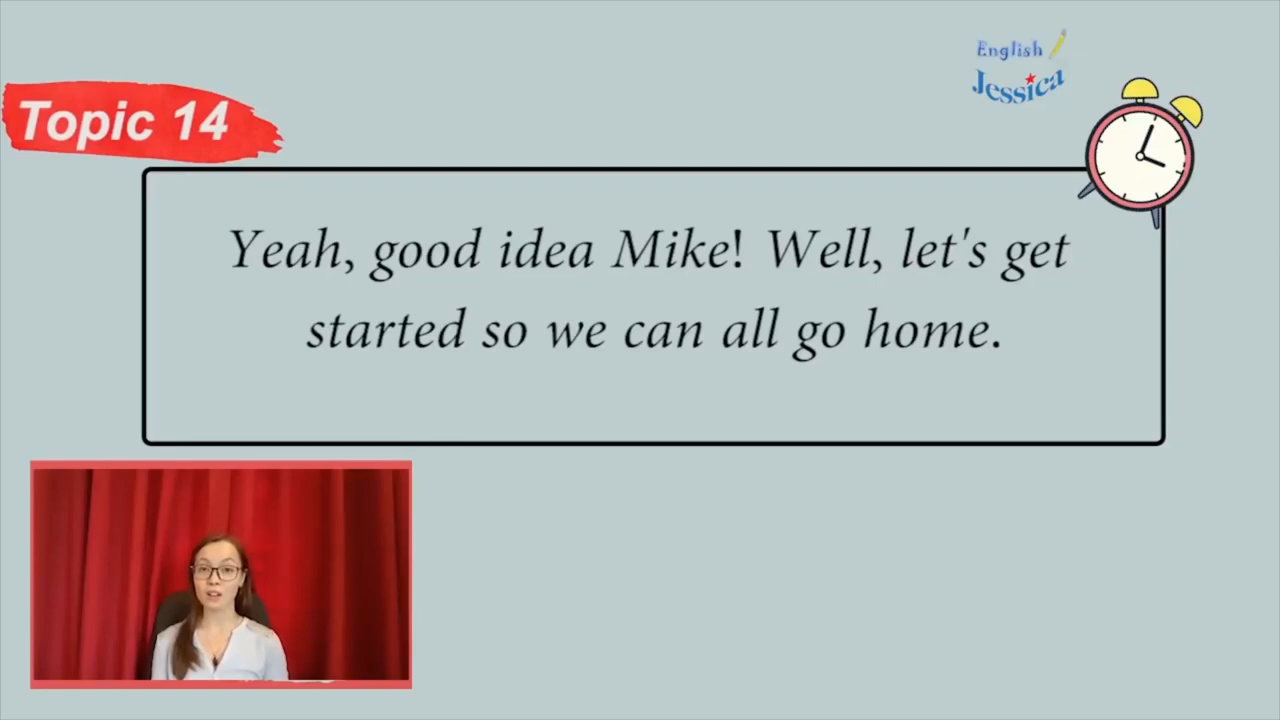 English
Jessica
Topic 14
Yeah, good idea Mike! Well, let's get
started so we can all go home.